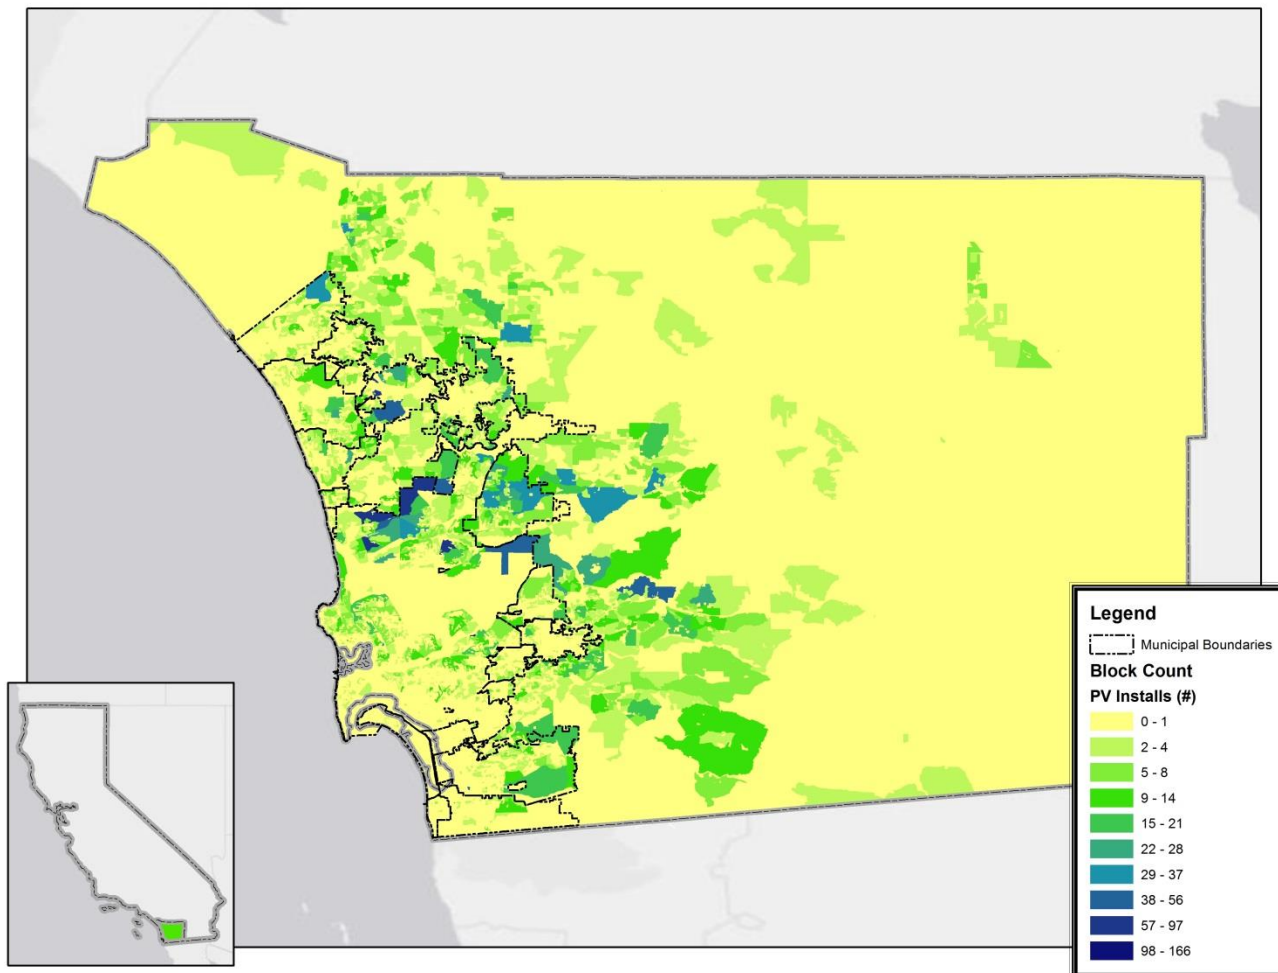 Legend
Municipal Boundaries
Block Count
PV Installs (#)
0 - 1
2 - 4
5 - 8
9 - 14
15 - 21
22 - 28
29 - 37
38 - 56
57 - 97
98 - 166